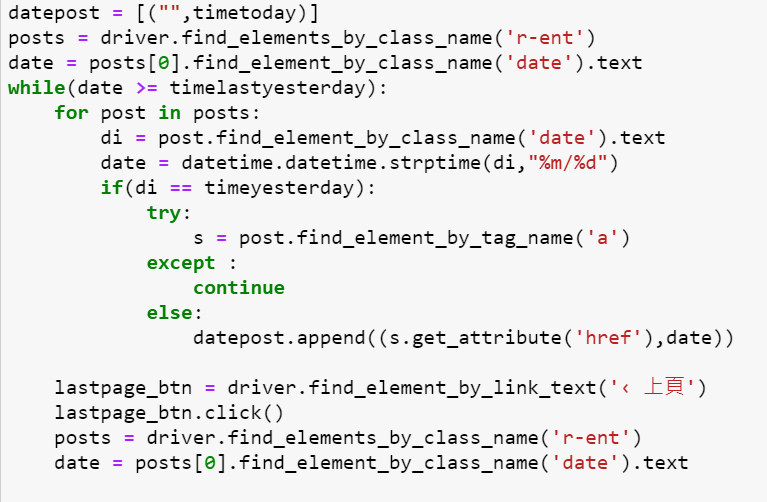 datepost = [("",timetoday)]
posts = driver.find_elements_by_class_name('r-ent')
date = posts[0].find_element_by_class_name('date').text
while(date >= timelastyesterday):
    for post in posts:
        di = post.find_element_by_class_name('date').text
        date = datetime.datetime.strptime(di,"%m/%d")
        if(di == timeyesterday):
            try:
                s = post.find_element_by_tag_name('a')
            except :
                continue
            else:
                datepost.append((s.get_attribute('href'),date))
    lastpage_btn = driver.find_element_by_link_text('‹ 上頁')
    lastpage_btn.click()
    posts = driver.find_elements_by_class_name('r-ent')
    date = posts[0].find_element_by_class_name('date').text